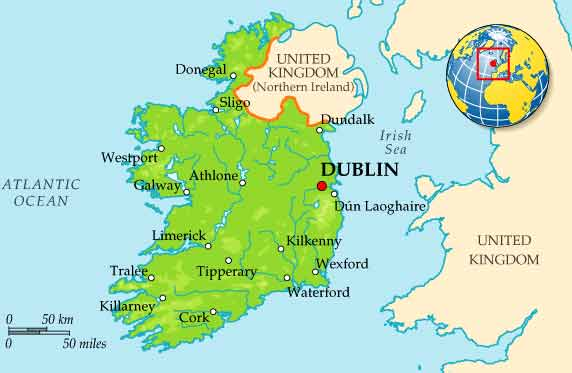 UNITED
KINGDOM
(Northern Ireland)
Donegal
Sligo
Dundalk
Irish
Sea
Westport
Athlone
DUBLIN
ATLANTIC
OCEAN
Galway
Dún Laoghaire
Limerick
Kilkenny
UNITED
KINGDOM
Tralee
Tipperary
Wexford
Killarney
Waterford
Cork
0 50 km
0 50 miles